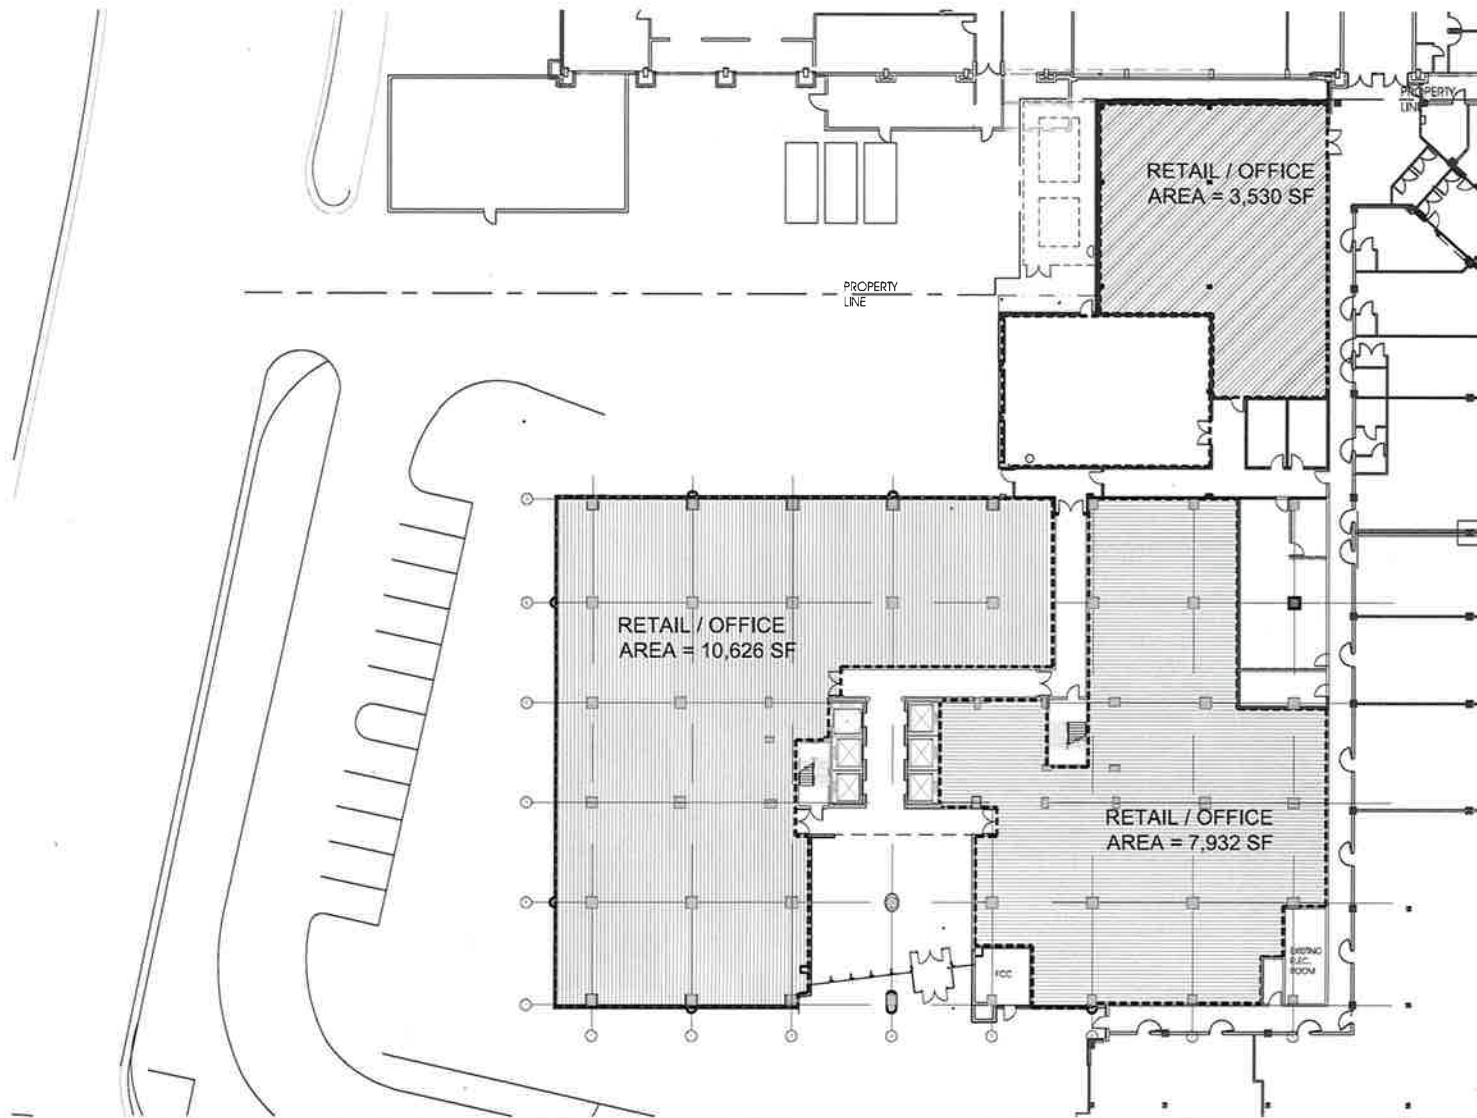 PROPERTY
LINE
RETAIL / OFFICE
AREA = 3,530 SF
PROPERTY
LINE
RETAIL / OFFICE
AREA = 10,626 SF
RETAIL / OFFICE
AREA = 7,932 SF
EXISTING
ELEC.
ROOM
FCC